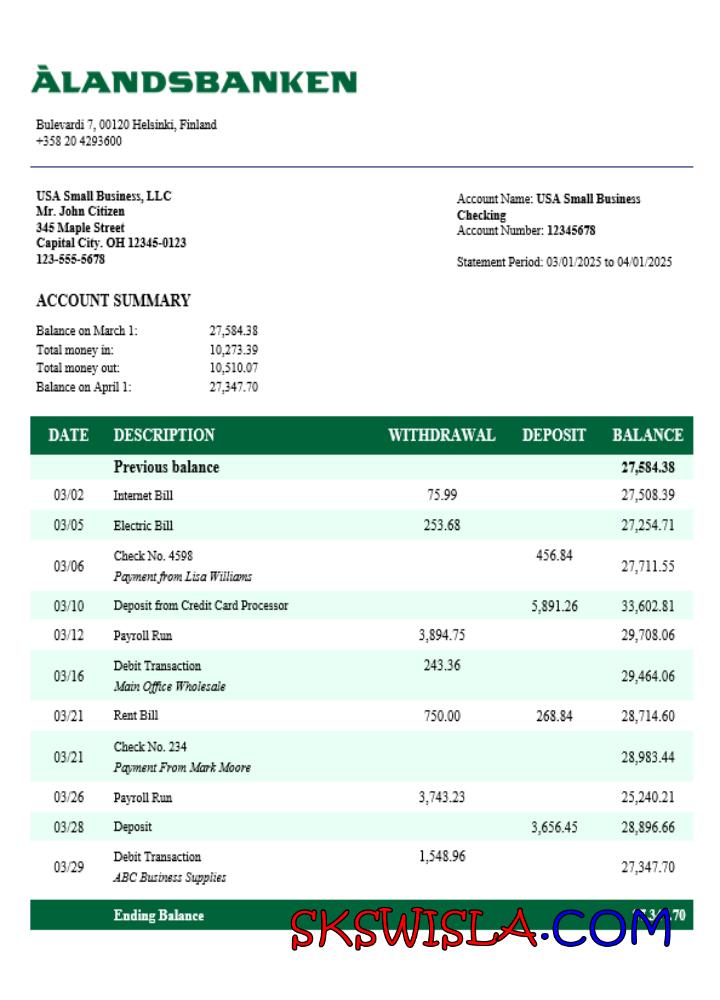 ÅLANDSBANKEN
Bulevardi 7, 00120 Helsinki, Finland
+358 20 4293600
USA Small Business, LLC
Mr. John Citizen
345 Maple Street
Capital City. OH 12345-0123
123-555-5678
Account Name: USA Small Business
Checking
Account Number: 12345678
Statement Period: 03/01/2025 to 04/01/2025
ACCOUNT SUMMARY
Balance on March 1: 27,584.38
Total money in: 10,273.39
Total money out: 10,510.07
Balance on April 1: 27,347.70
DATE DESCRIPTION WITHDRAWAL DEPOSIT BALANCE
Previous balance 27,584.38
03/02 Internet Bill 75.99 27,508.39
03/05 Electric Bill 253.68 27,254.71
03/06 Check No. 4598 456.84 27,711.55
Payment from Lisa Williams
03/10 Deposit from Credit Card Processor 5,891.26 33,602.81
03/12 Payroll Run 3,894.75 29,708.06
03/16 Debit Transaction 243.36 29,464.06
Main Office Wholesale
03/21 Rent Bill 750.00 268.84 28,714.60
03/21 Check No. 234 28,983.44
Payment From Mark Moore
03/26 Payroll Run 3,743.23 25,240.21
03/28 Deposit 3,656.45 28,896.66
03/29 Debit Transaction 1,548.96 27,347.70
ABC Business Supplies
Ending Balance
SKSWISLA.COM